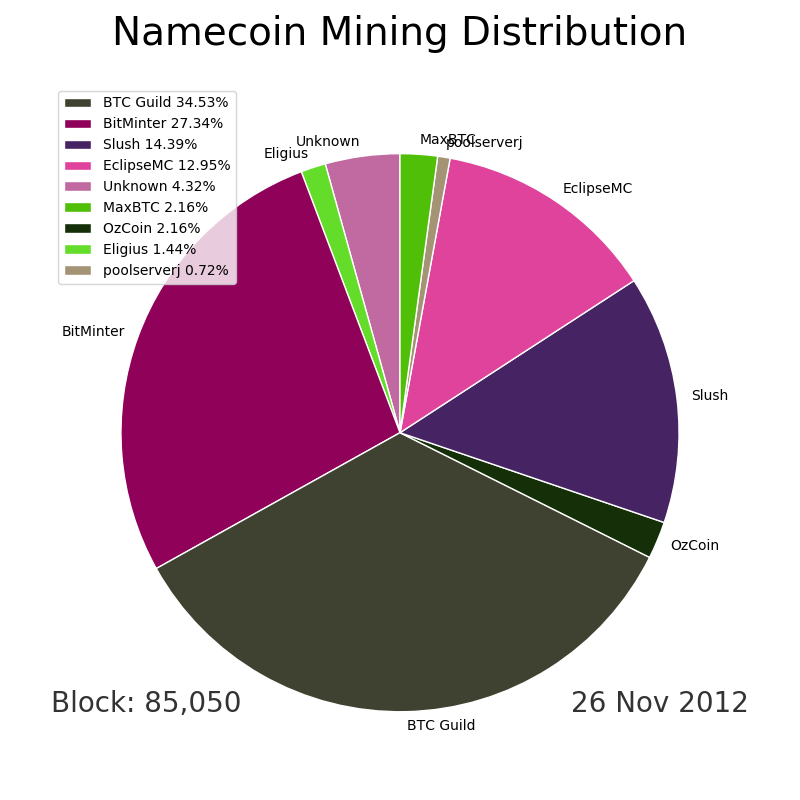 Namecoin Mining Distribution
BTC Guild 34.53%
BitMinter 27.34%
Slush 14.39%
EclipseMC 12.95%
Unknown 4.32%
MaxBTC 2.16%
OzCoin 2.16%
Eligius 1.44%
poolserverj 0.72%
MaxBTC
poolserverj
Unknown
Eligius
EclipseMC
BitMinter
Slush
OzCoin
BTC Guild
Block: 85,050
26 Nov 2012